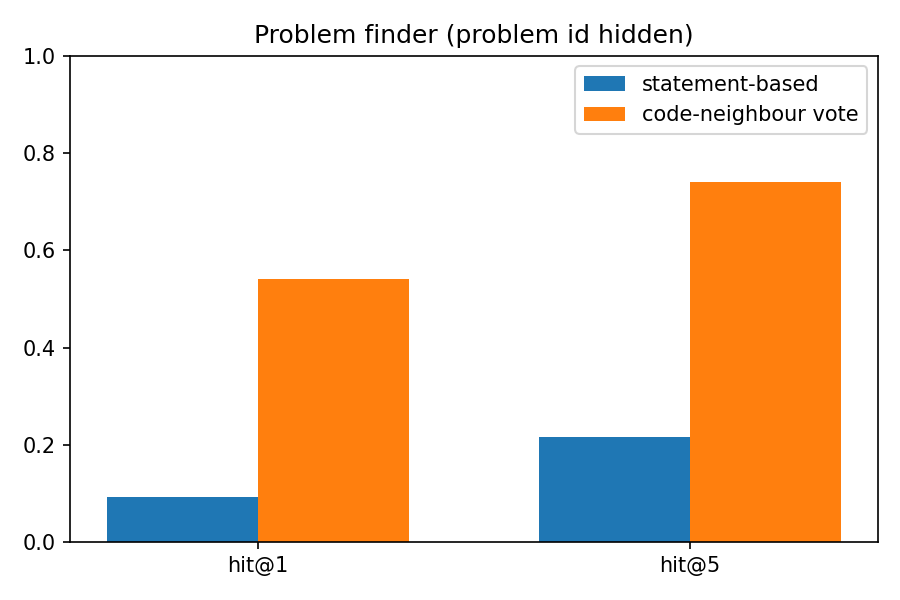 Problem finder (problem id hidden)
1.0
0.8
0.6
0.4
0.2
0.0
statement-based
code-neighbour vote
hit@1
hit@5